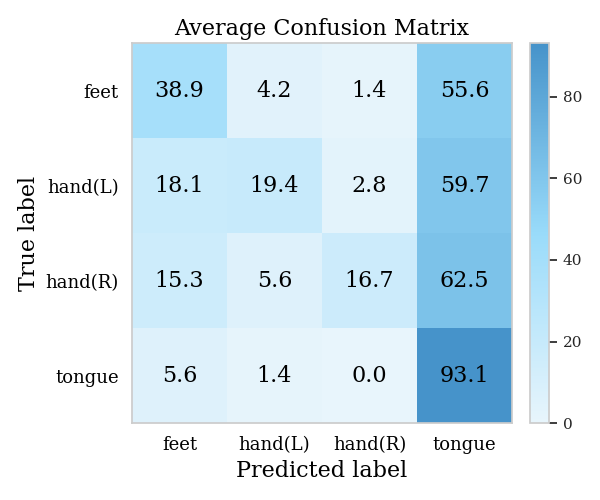 Average Confusion Matrix
True label
feet 38.9 4.2 1.4 55.6
hand(L) 18.1 19.4 2.8 59.7
hand(R) 15.3 5.6 16.7 62.5
tongue 5.6 1.4 0.0 93.1
feet hand(L) hand(R) tongue
Predicted label
80
60
40
20
0